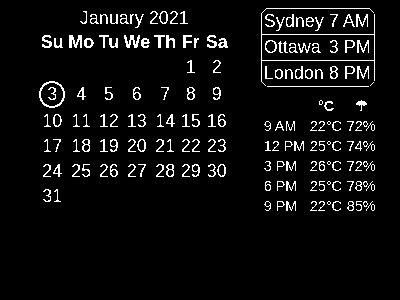 January 2021
Su Mo Tu We Th Fr Sa
1 2
3 4 5 6 7 8 9
10 11 12 13 14 15 16
17 18 19 20 21 22 23
24 25 26 27 28 29 30
31
Sydney 7 AM
Ottawa 3 PM
London 8 PM
°C ☂
9 AM 22°C 72%
12 PM 25°C 74%
3 PM 26°C 72%
6 PM 25°C 78%
9 PM 22°C 85%